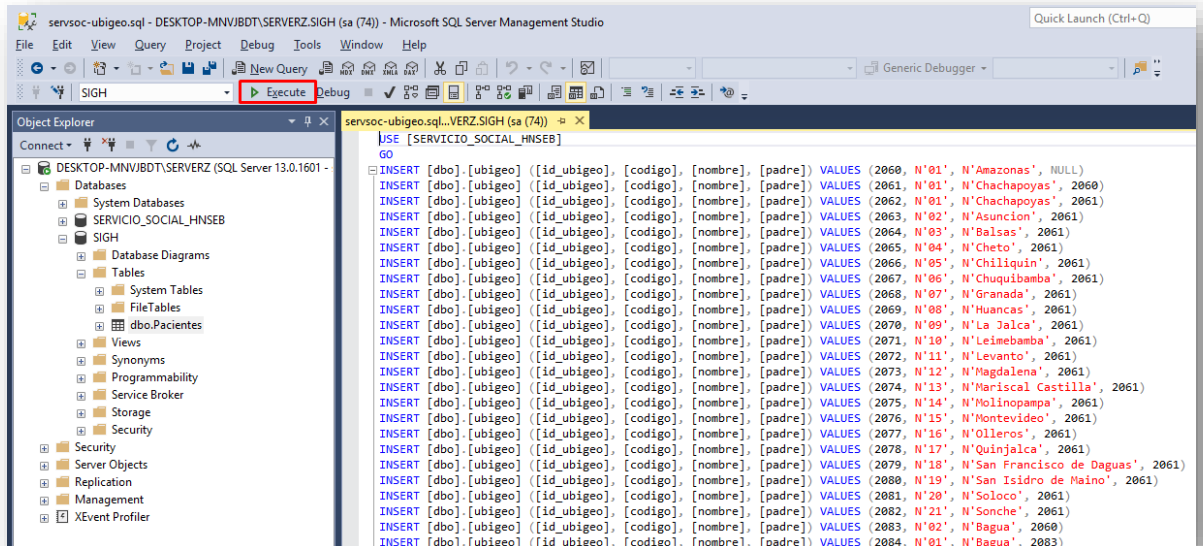 servsoc-ubigeo.sql - DESKTOP-MNVJBDT\SERVERZ.SIGH (sa (74)) - Microsoft SQL Server Management Studio
Quick Launch (Ctrl+Q)
File Edit View Query Project Debug Tools Window Help
New Query
Generic Debugger
SIGH
Execute Debug
Object Explorer
servsoc-ubigeo.sql...VERZ.SIGH (sa (74))
Connect
DESKTOP-MNVJBDT\SERVERZ (SQL Server 13.0.1601 -
Databases
System Databases
SERVICIO_SOCIAL_HNSEB
SIGH
Database Diagrams
Tables
System Tables
FileTables
dbo.Pacientes
Views
Synonyms
Programmability
Service Broker
Storage
Security
Security
Server Objects
Replication
Management
XEvent Profiler
USE [SERVICIO_SOCIAL_HNSEB]
GO
INSERT [dbo].[ubigeo] ([id_ubigeo], [codigo], [nombre], [padre]) VALUES (2060, N'01', N'Amazonas', NULL)
INSERT [dbo].[ubigeo] ([id_ubigeo], [codigo], [nombre], [padre]) VALUES (2061, N'01', N'Chachapoyas', 2060)
INSERT [dbo].[ubigeo] ([id_ubigeo], [codigo], [nombre], [padre]) VALUES (2062, N'01', N'Chachapoyas', 2061)
INSERT [dbo].[ubigeo] ([id_ubigeo], [codigo], [nombre], [padre]) VALUES (2063, N'02', N'Asuncion', 2061)
INSERT [dbo].[ubigeo] ([id_ubigeo], [codigo], [nombre], [padre]) VALUES (2064, N'03', N'Balsas', 2061)
INSERT [dbo].[ubigeo] ([id_ubigeo], [codigo], [nombre], [padre]) VALUES (2065, N'04', N'Cheto', 2061)
INSERT [dbo].[ubigeo] ([id_ubigeo], [codigo], [nombre], [padre]) VALUES (2066, N'05', N'Chiliquin', 2061)
INSERT [dbo].[ubigeo] ([id_ubigeo], [codigo], [nombre], [padre]) VALUES (2067, N'06', N'Chuquibamba', 2061)
INSERT [dbo].[ubigeo] ([id_ubigeo], [codigo], [nombre], [padre]) VALUES (2068, N'07', N'Granada', 2061)
INSERT [dbo].[ubigeo] ([id_ubigeo], [codigo], [nombre], [padre]) VALUES (2069, N'08', N'Huancas', 2061)
INSERT [dbo].[ubigeo] ([id_ubigeo], [codigo], [nombre], [padre]) VALUES (2070, N'09', N'La Jalca', 2061)
INSERT [dbo].[ubigeo] ([id_ubigeo], [codigo], [nombre], [padre]) VALUES (2071, N'10', N'Leimebamba', 2061)
INSERT [dbo].[ubigeo] ([id_ubigeo], [codigo], [nombre], [padre]) VALUES (2072, N'11', N'Levanto', 2061)
INSERT [dbo].[ubigeo] ([id_ubigeo], [codigo], [nombre], [padre]) VALUES (2073, N'12', N'Magdalena', 2061)
INSERT [dbo].[ubigeo] ([id_ubigeo], [codigo], [nombre], [padre]) VALUES (2074, N'13', N'Mariscal Castilla', 2061)
INSERT [dbo].[ubigeo] ([id_ubigeo], [codigo], [nombre], [padre]) VALUES (2075, N'14', N'Molinopampa', 2061)
INSERT [dbo].[ubigeo] ([id_ubigeo], [codigo], [nombre], [padre]) VALUES (2076, N'15', N'Montevideo', 2061)
INSERT [dbo].[ubigeo] ([id_ubigeo], [codigo], [nombre], [padre]) VALUES (2077, N'16', N'Olleros', 2061)
INSERT [dbo].[ubigeo] ([id_ubigeo], [codigo], [nombre], [padre]) VALUES (2078, N'17', N'Quinjalca', 2061)
INSERT [dbo].[ubigeo] ([id_ubigeo], [codigo], [nombre], [padre]) VALUES (2079, N'18', N'San Francisco de Daguas', 2061)
INSERT [dbo].[ubigeo] ([id_ubigeo], [codigo], [nombre], [padre]) VALUES (2080, N'19', N'San Isidro de Maino', 2061)
INSERT [dbo].[ubigeo] ([id_ubigeo], [codigo], [nombre], [padre]) VALUES (2081, N'20', N'Soloco', 2061)
INSERT [dbo].[ubigeo] ([id_ubigeo], [codigo], [nombre], [padre]) VALUES (2082, N'21', N'Sonche', 2061)
INSERT [dbo].[ubigeo] ([id_ubigeo], [codigo], [nombre], [padre]) VALUES (2083, N'02', N'Bagua', 2060)
INSERT [dbo].[ubigeo] ([id_ubigeo], [codigo], [nombre], [padre]) VALUES (2084, N'01', N'Bagua', 2083)